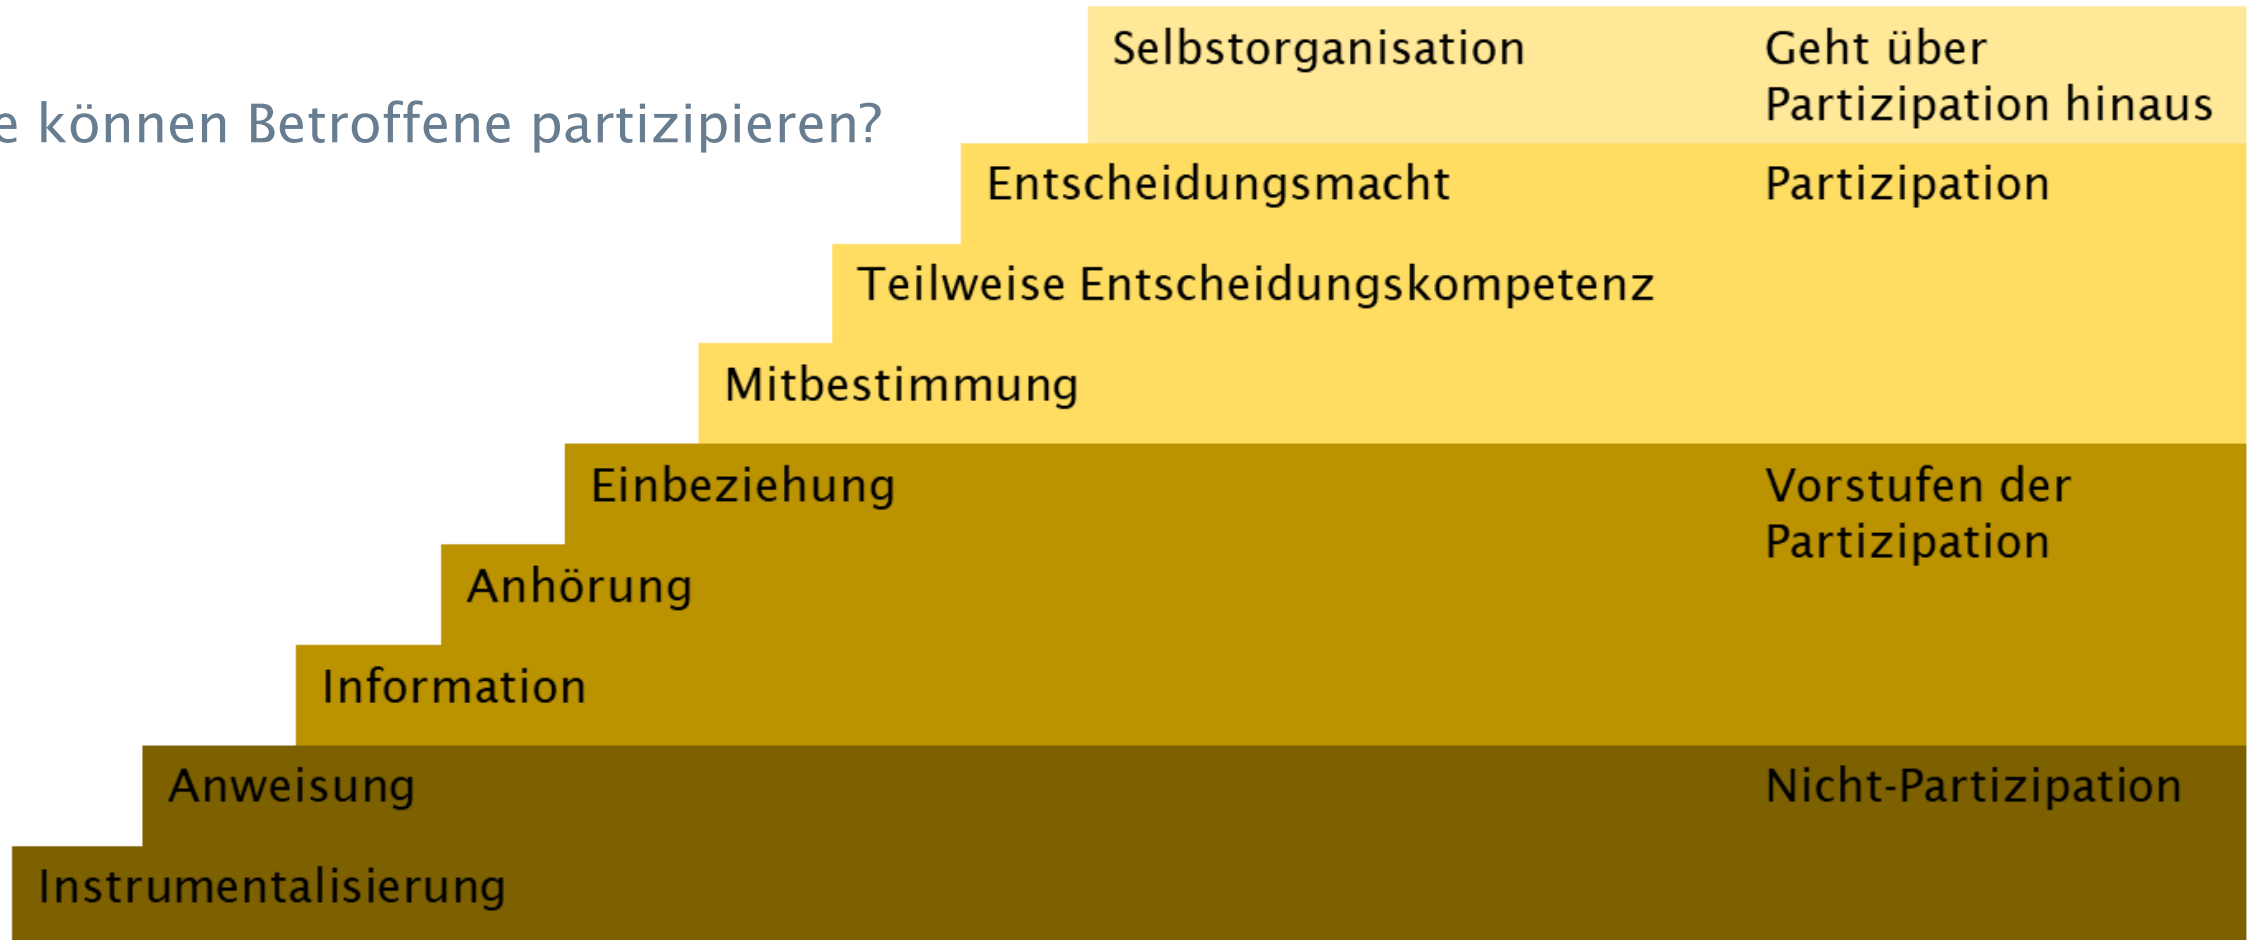 Selbstorganisation Geht über
Partizipation hinaus
e können Betroffene partizipieren?
Entscheidungsmacht Partizipation
Teilweise Entscheidungskompetenz
Mitbestimmung
Einbeziehung Vorstufen der
Partizipation
Anhörung
Information
Anweisung Nicht-Partizipation
Instrumentalisierung